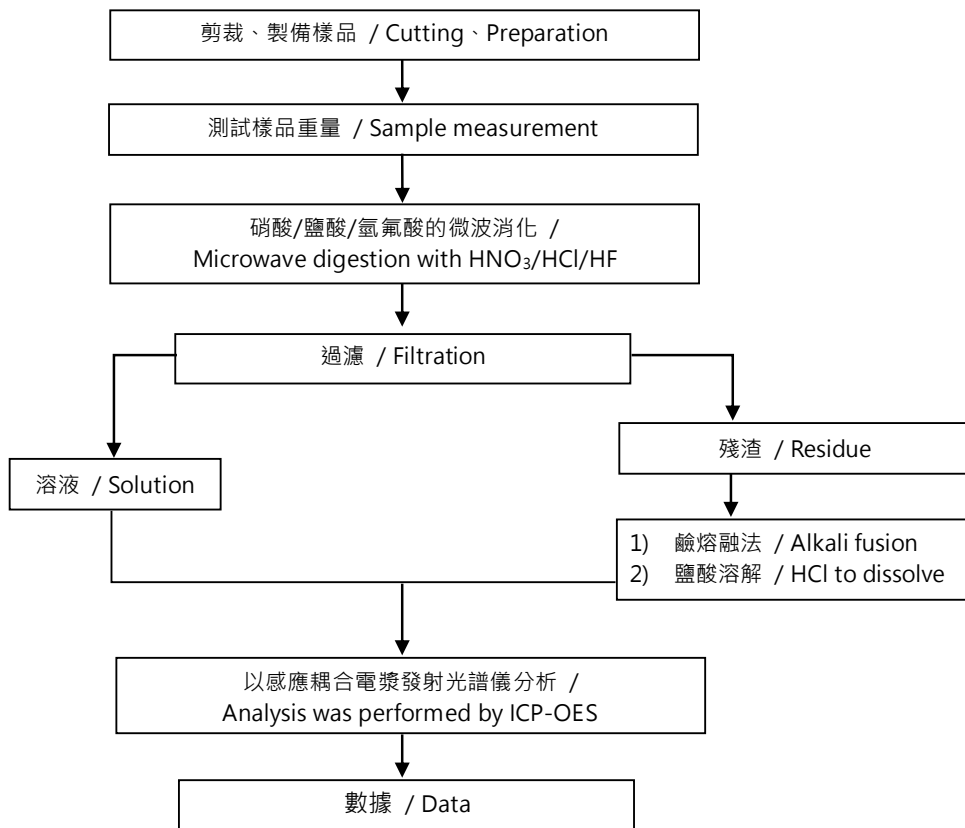 剪裁、製備樣品 / Cutting、Preparation
測試樣品重量 / Sample measurement
硝酸/鹽酸/氫氟酸的微波消化 /
Microwave digestion with HNO₃/HCl/HF
過濾 / Filtration
溶液 / Solution
殘渣 / Residue
1) 鹼熔融法 / Alkali fusion
2) 鹽酸溶解 / HCl to dissolve
以感應耦合電漿發射光譜儀分析 /
Analysis was performed by ICP-OES
數據 / Data